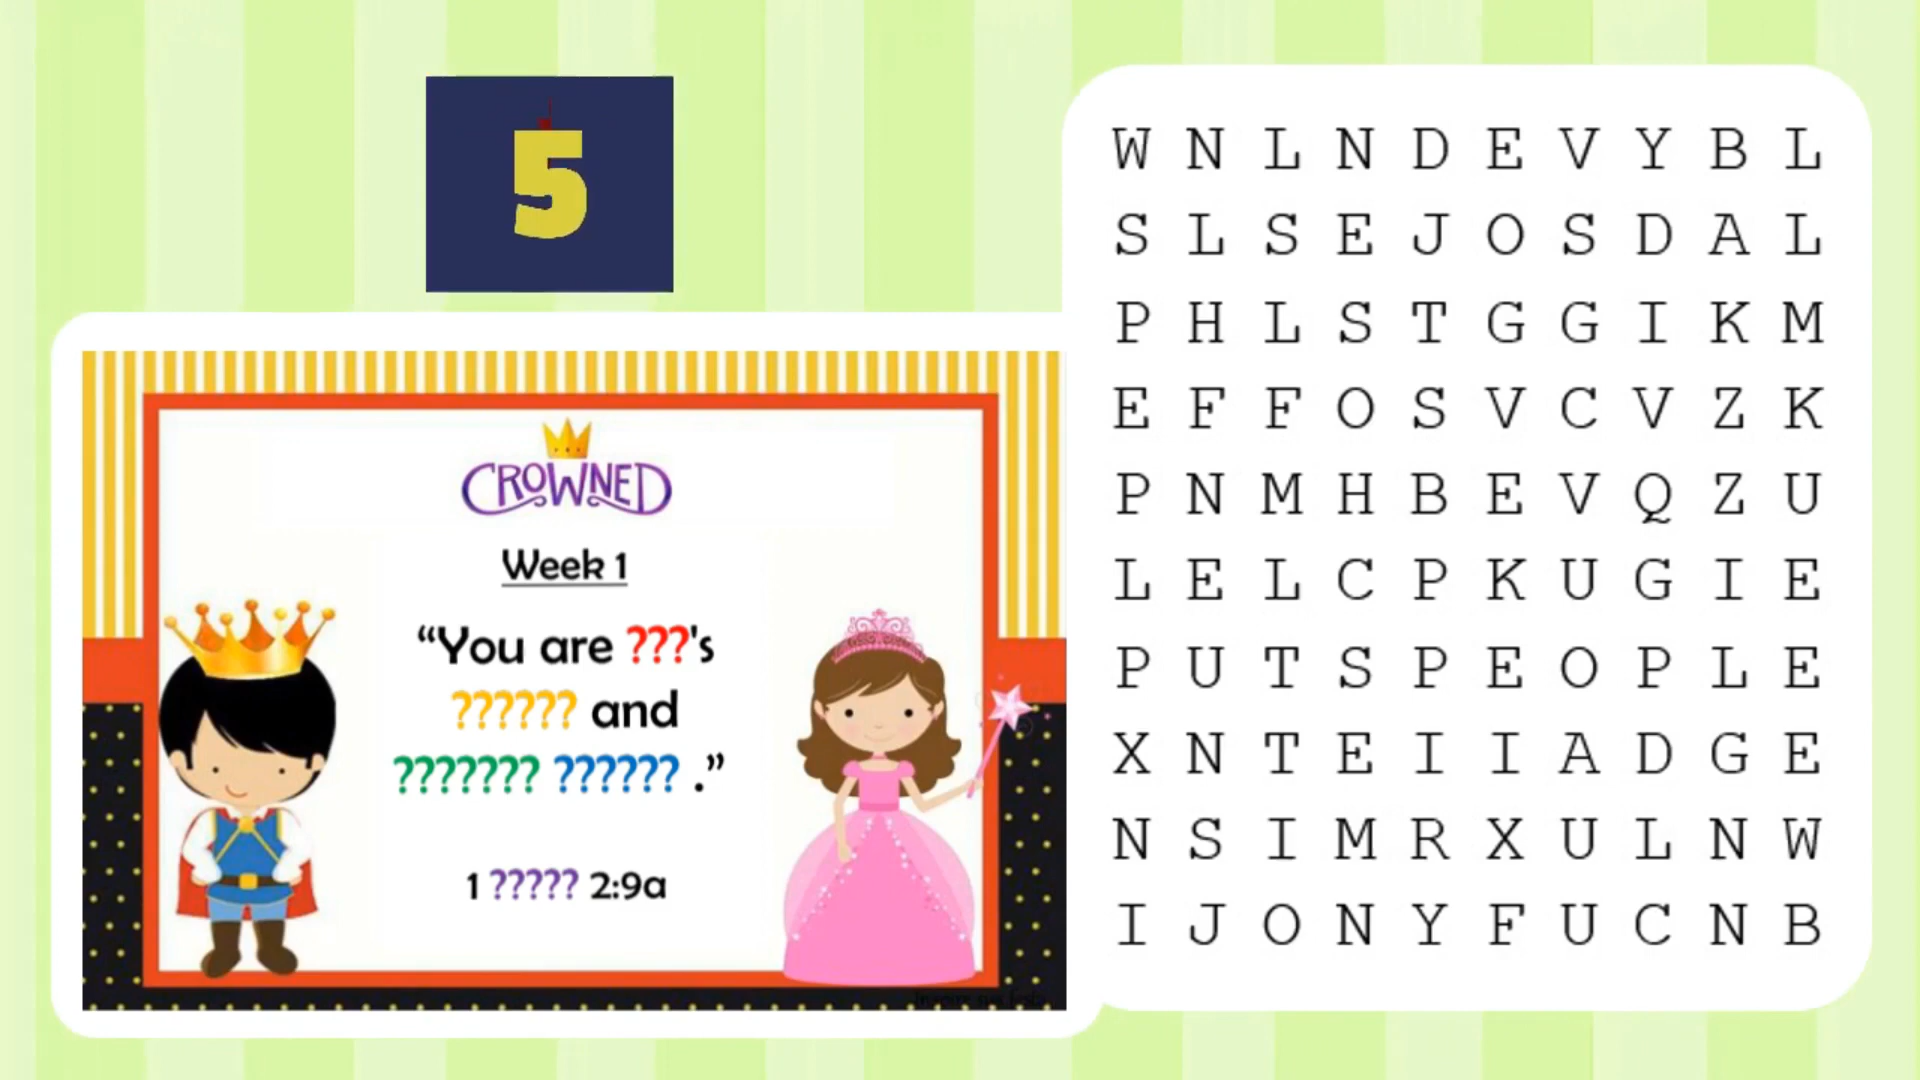 5
CROWNED
Week 1
“You are ???'s
?????? and
??????? ?????? .”
1 ????? 2:9a
W N L N D E V Y B L
S L S E J O S D A L
P H L S T G G I K M
E F F O S V C V Z K
P N M H B E V Q Z U
L E L C P K U G I E
P U T S P E O P L E
X N T E I I A D G E
N S I M R X U L N W
I J O N Y F U C N B